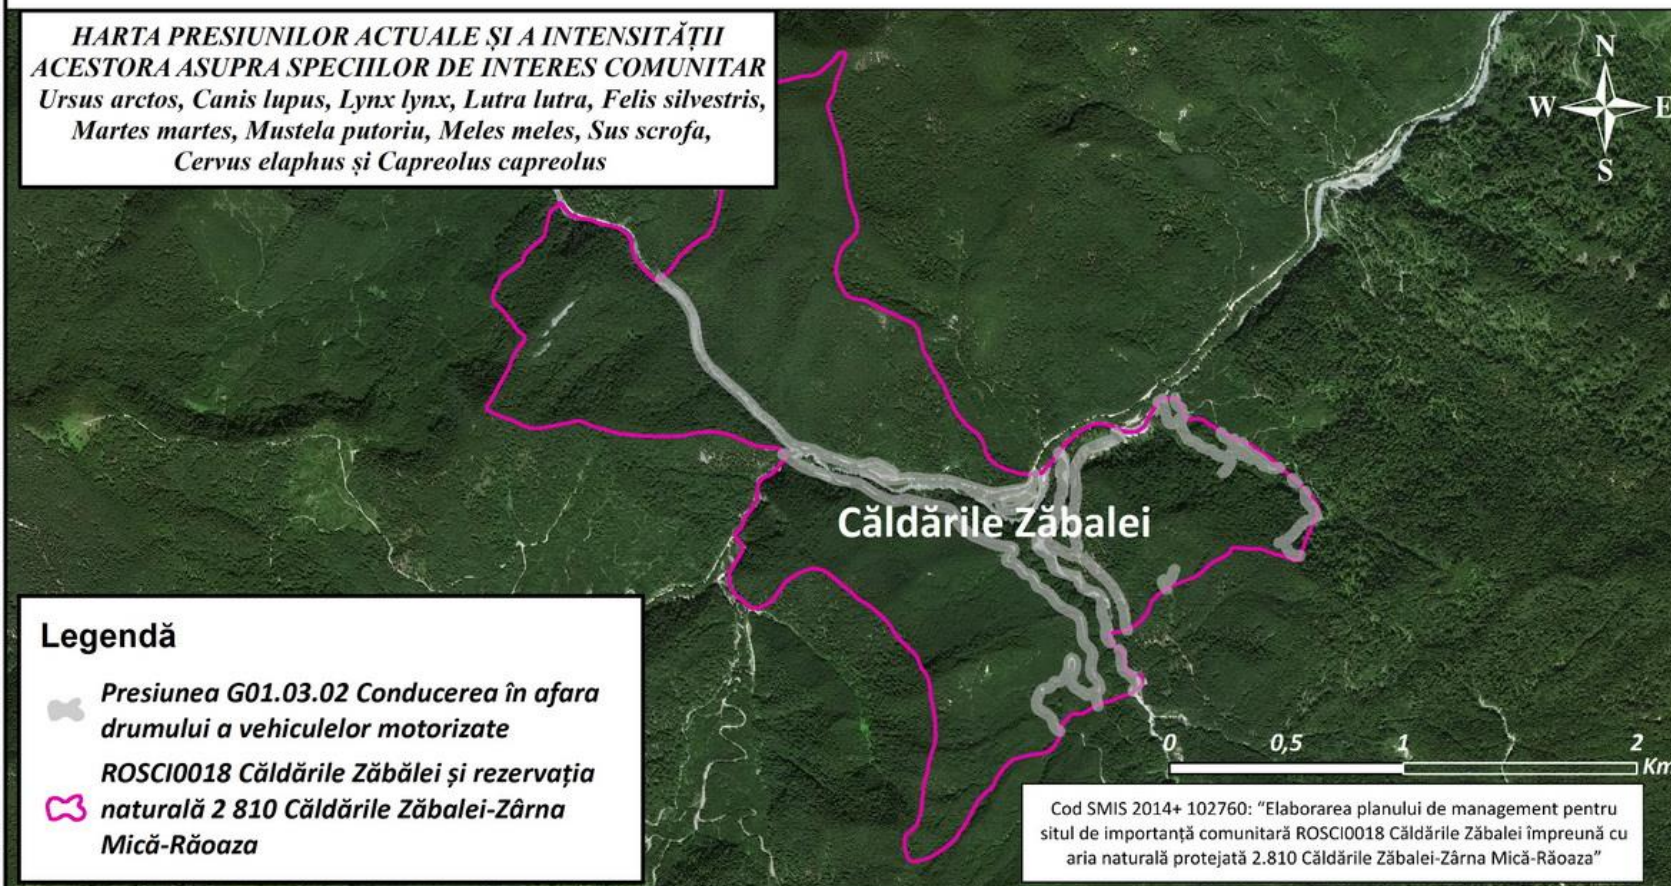 HARTA PRESIUNILOR ACTUALE ȘI A INTENSITĂȚII
ACESTORA ASUPRA SPECIILOR DE INTERES COMUNITAR
Ursus arctos, Canis lupus, Lynx lynx, Lutra lutra, Felis silvestris,
Martes martes, Mustela putoriu, Meles meles, Sus scrofa,
Cervus elaphus și Capreolus capreolus
N
W E
S
Căldările Zăbalei
Legendă
Presiunea G01.03.02 Conducerea în afara
drumului a vehiculelor motorizate
ROSCI0018 Căldările Zăbălei și rezervația
naturală 2 810 Căldările Zăbalei-Zârna
Mică-Răoaza
0 0,5 1 2
Km
Cod SMIS 2014+ 102760: “Elaborarea planului de management pentru
situl de importanță comunitară ROSCI0018 Căldările Zăbalei împreună cu
aria naturală protejată 2.810 Căldările Zăbalei-Zârna Mică-Răoaza”